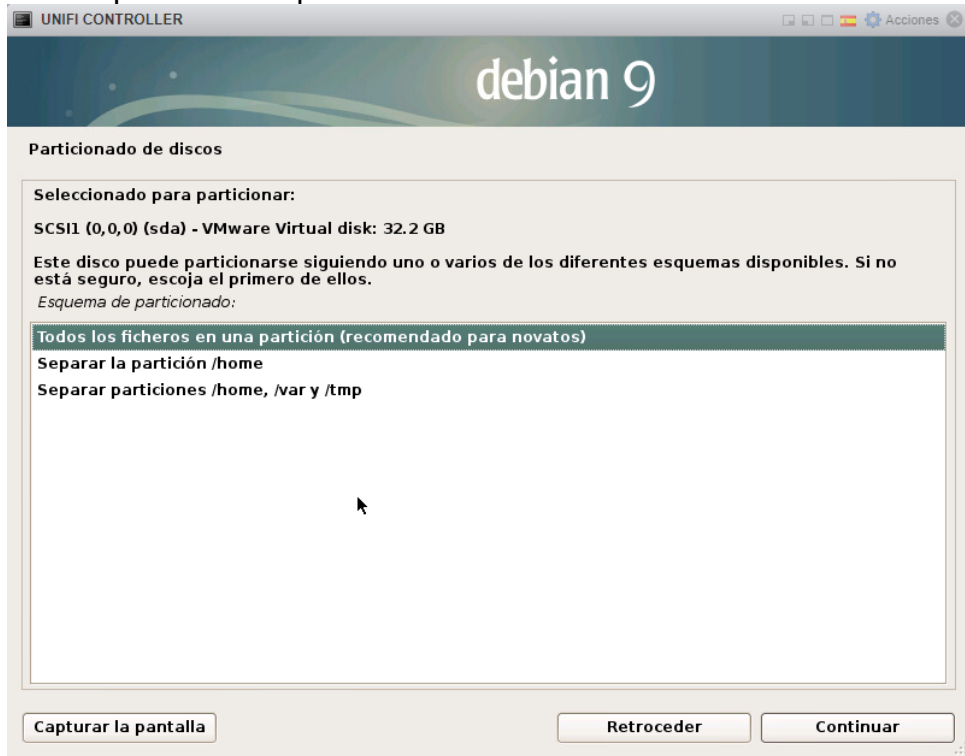 UNIFI CONTROLLER
Acciones
debian 9
Particionado de discos
Seleccionado para particionar:
SCSI1 (0,0,0) (sda) - VMware Virtual disk: 32.2 GB
Este disco puede particionarse siguiendo uno o varios de los diferentes esquemas disponibles. Si no
está seguro, escoja el primero de ellos.
Esquema de particionado:
Todos los ficheros en una partición (recomendado para novatos)
Separar la partición /home
Separar particiones /home, /var y /tmp
Capturar la pantalla
Retroceder
Continuar